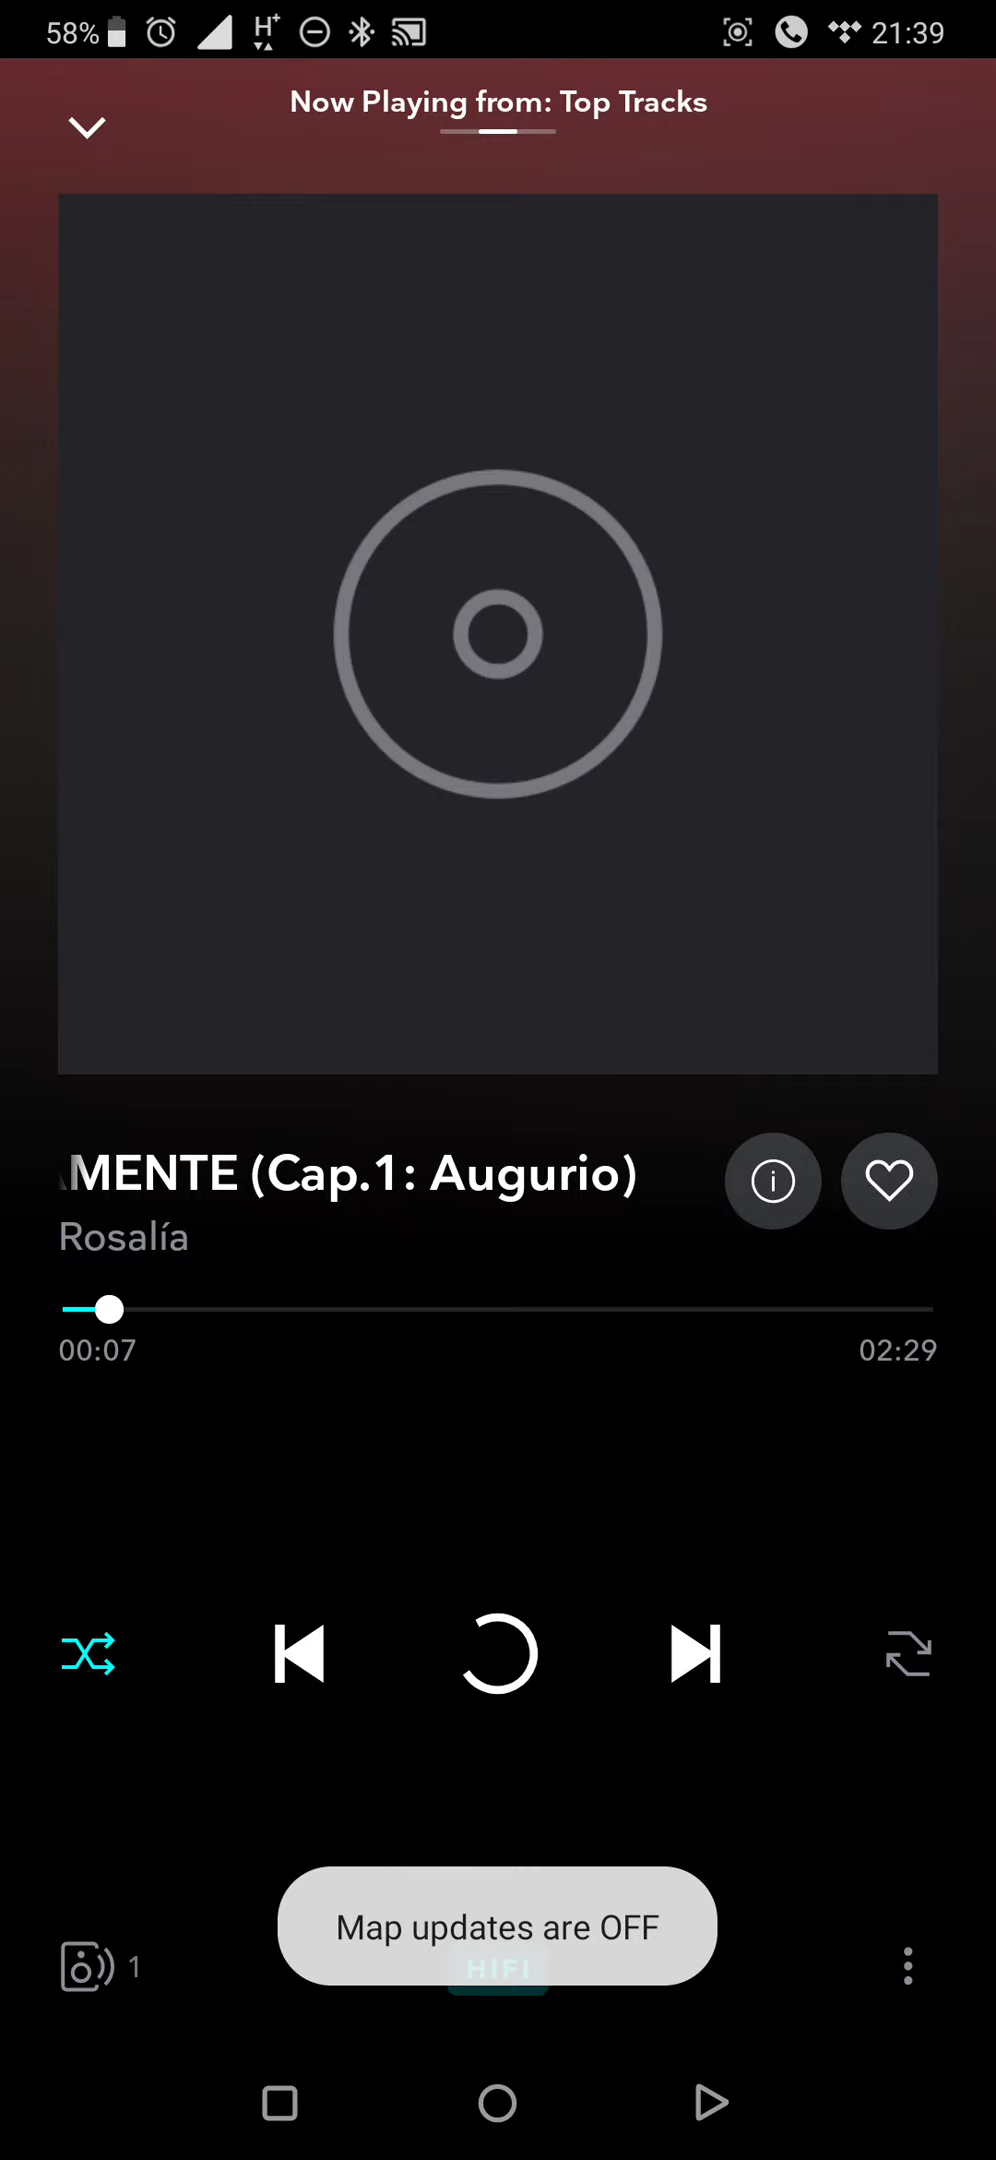 58% H+ 21:39
Now Playing from: Top Tracks
MENTE (Cap.1: Augurio)
Rosalía
00:07 02:29
Map updates are OFF
1 HIFI